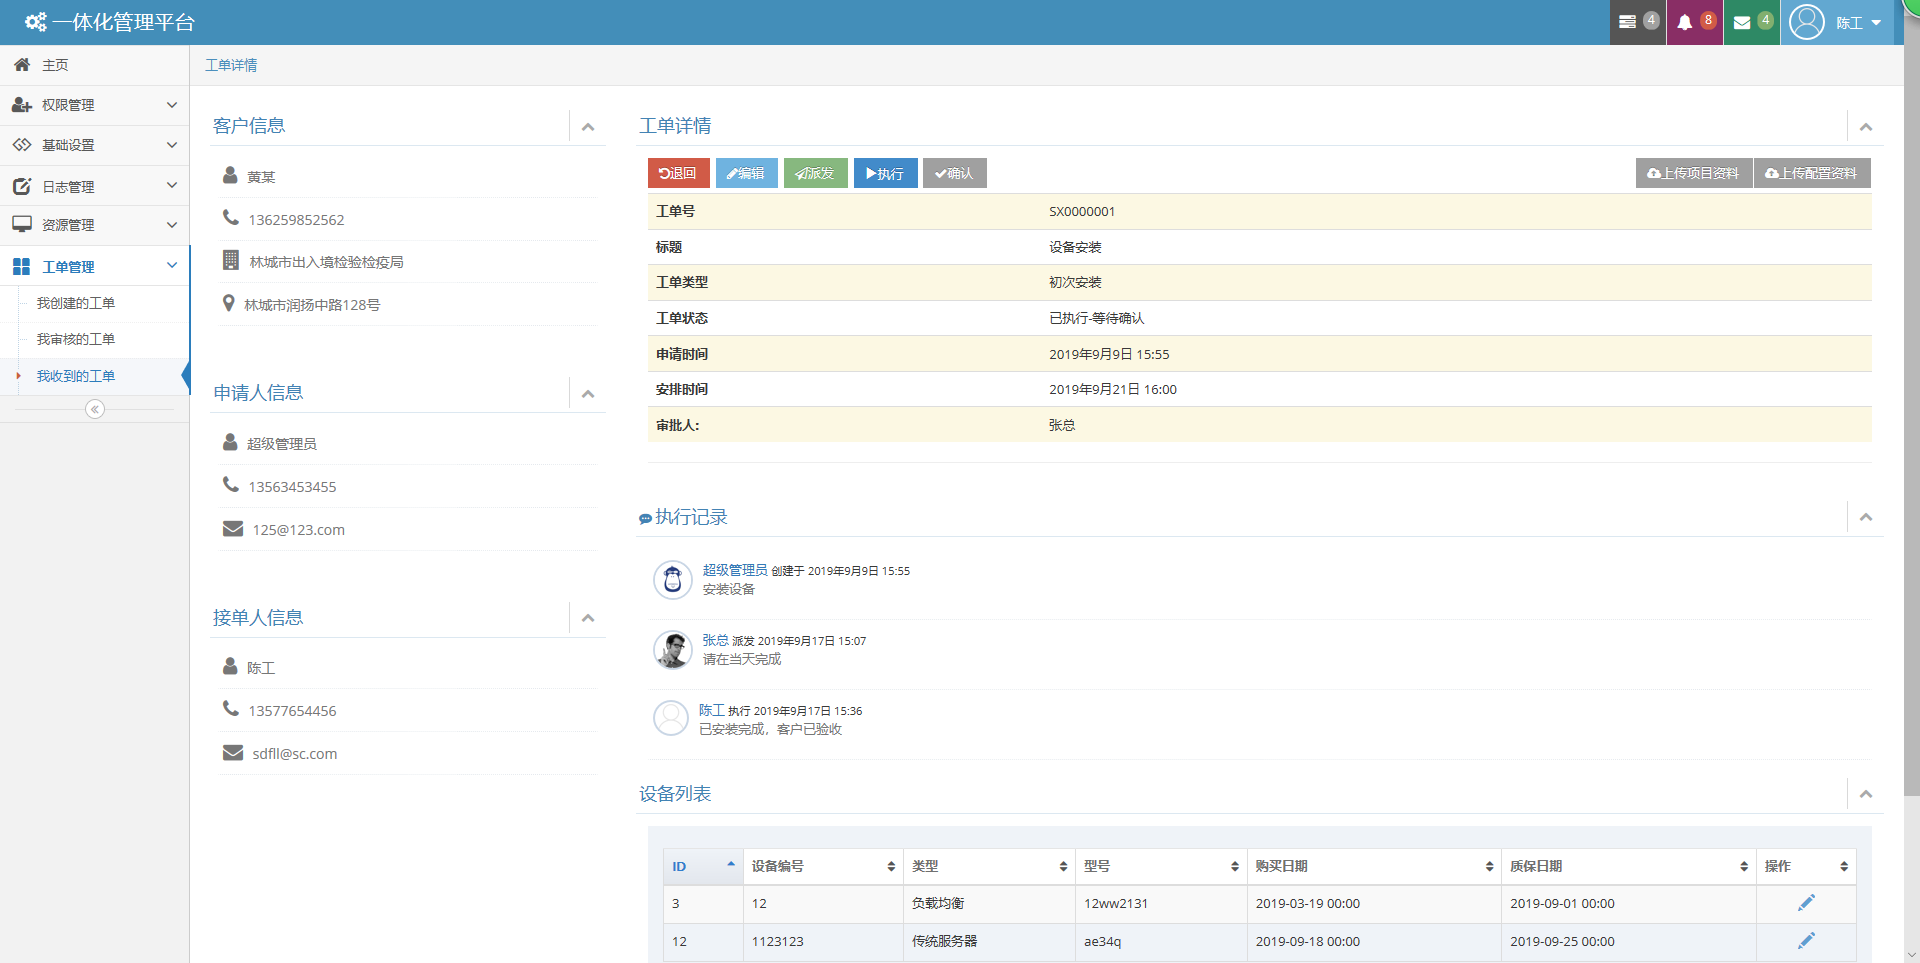 一体化管理平台
4
8
4
陈工
主页
权限管理
基础设置
日志管理
资源管理
工单管理
我创建的工单
我审核的工单
我收到的工单
工单详情
客户信息
黄某
136259852562
林城市出入境检验检疫局
林城市润扬中路128号
申请人信息
超级管理员
13563453455
125@123.com
接单人信息
陈工
13577654456
sdfll@sc.com
工单详情
退回 编辑 派发 执行 确认 上传项目资料 上传配置资料
工单号 SX0000001
标题 设备安装
工单类型 初次安装
工单状态 已执行-等待确认
申请时间 2019年9月9日 15:55
安排时间 2019年9月21日 16:00
审批人: 张总
执行记录
超级管理员 创建于 2019年9月9日 15:55
安装设备
张总 派发 2019年9月17日 15:07
请在当天完成
陈工 执行 2019年9月17日 15:36
已安装完成，客户已验收
设备列表
ID 设备编号 类型 型号 购买日期 质保日期 操作
3 12 负载均衡 12ww2131 2019-03-19 00:00 2019-09-01 00:00
12 1123123 传统服务器 ae34q 2019-09-18 00:00 2019-09-25 00:00